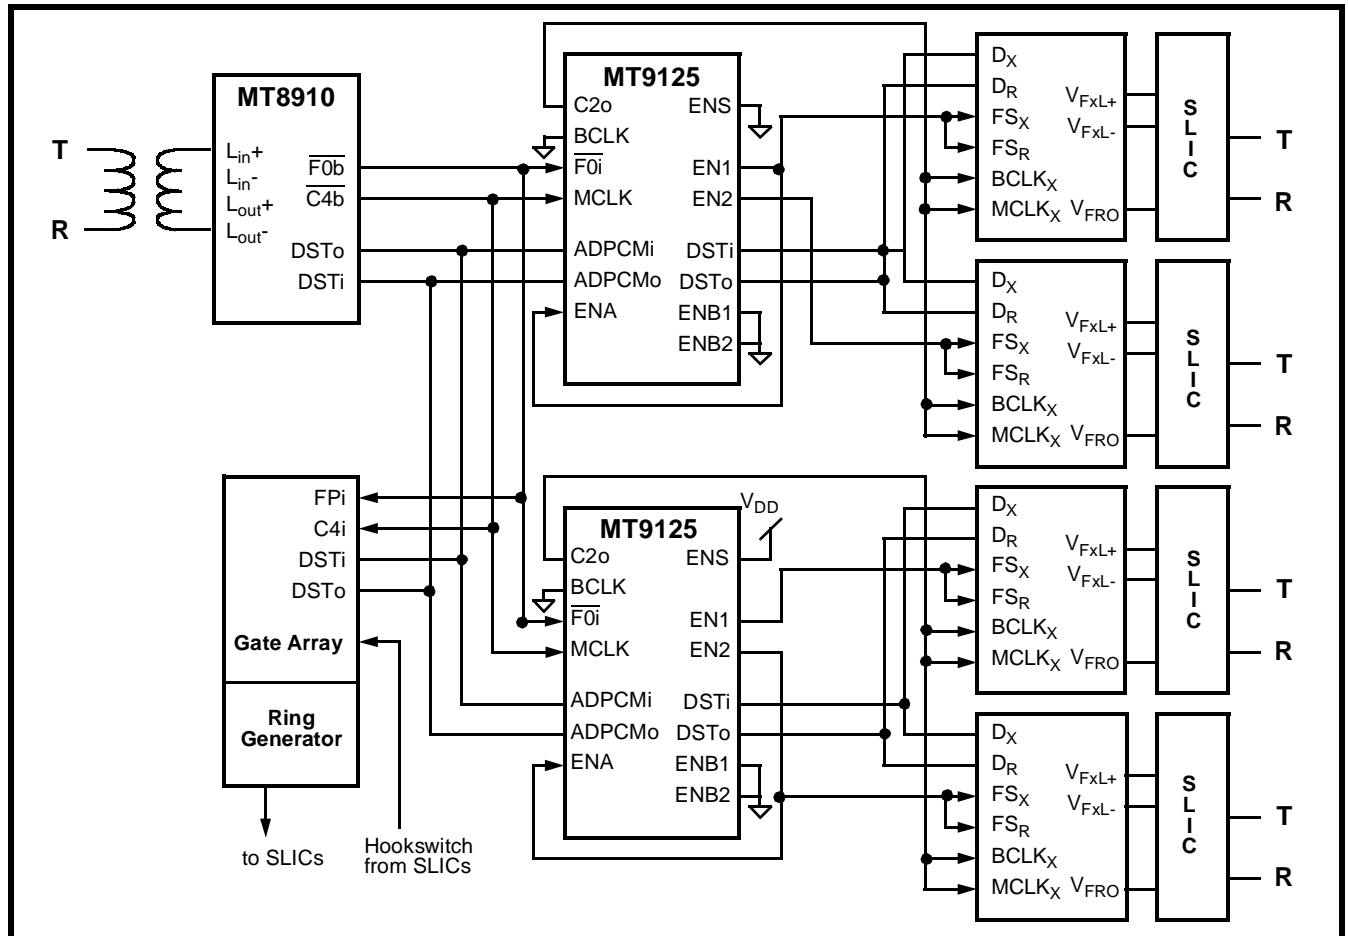 T
R
MT8910
Lin+
Lin-
Lout+
Lout-
F0b
C4b
DSTo
DSTi
MT9125
C2o
BCLK
F0i
MCLK
ADPCMi
ADPCMo
ENA
ENS
EN1
EN2
DSTi
DSTo
ENB1
ENB2
DX
DR
FSX
FSR
BCLKX
MCLKX
VFxL+
VFxL-
VFRO
SLIC
T
R
DX
DR
FSX
FSR
BCLKX
MCLKX
VFxL+
VFxL-
VFRO
SLIC
T
R
FPi
C4i
DSTi
DSTo
Gate Array
Ring
Generator
to SLICs
Hookswitch
from SLICs
MT9125
C2o
BCLK
F0i
MCLK
ADPCMi
ADPCMo
ENA
VDD
ENS
EN1
EN2
DSTi
DSTo
ENB1
ENB2
DX
DR
FSX
FSR
BCLKX
MCLKX
VFxL+
VFxL-
VFRO
SLIC
T
R
DX
DR
FSX
FSR
BCLKX
MCLKX
VFxL+
VFxL-
VFRO
SLIC
T
R